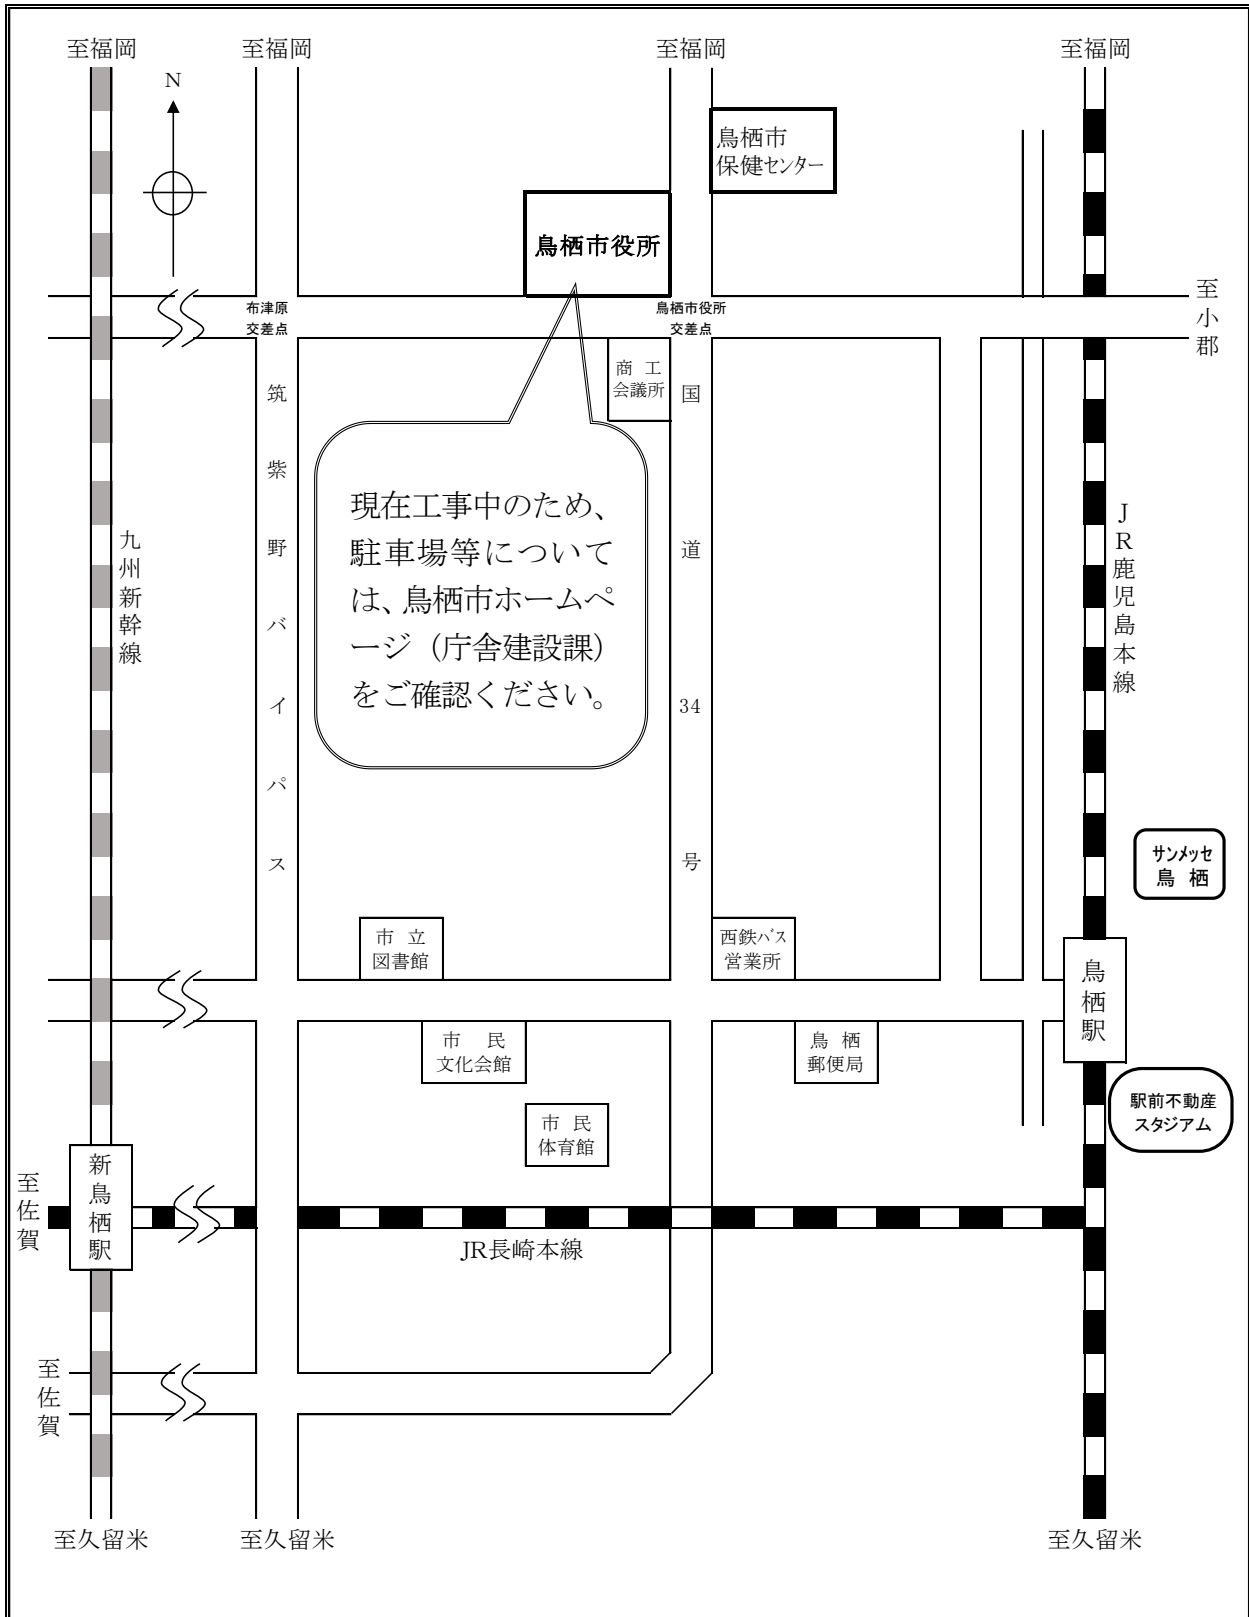 至福岡
至福岡
至福岡
至福岡
N
鳥栖市
保健センター
鳥栖市役所
布津原
交差点
鳥栖市役所
交差点
至小郡
商工
会議所
筑紫野バイパス
国道34号
現在工事中のため、
駐車場等について
は、鳥栖市ホームペ
ージ（庁舎建設課）
をご確認ください。
九州新幹線
JR鹿児島本線
サンメッセ
鳥栖
市立
図書館
西鉄バス
営業所
鳥栖駅
市民
文化会館
鳥栖
郵便局
駅前不動産
スタジアム
市民
体育館
新鳥栖駅
至佐賀
JR長崎本線
至佐賀
至久留米
至久留米
至久留米